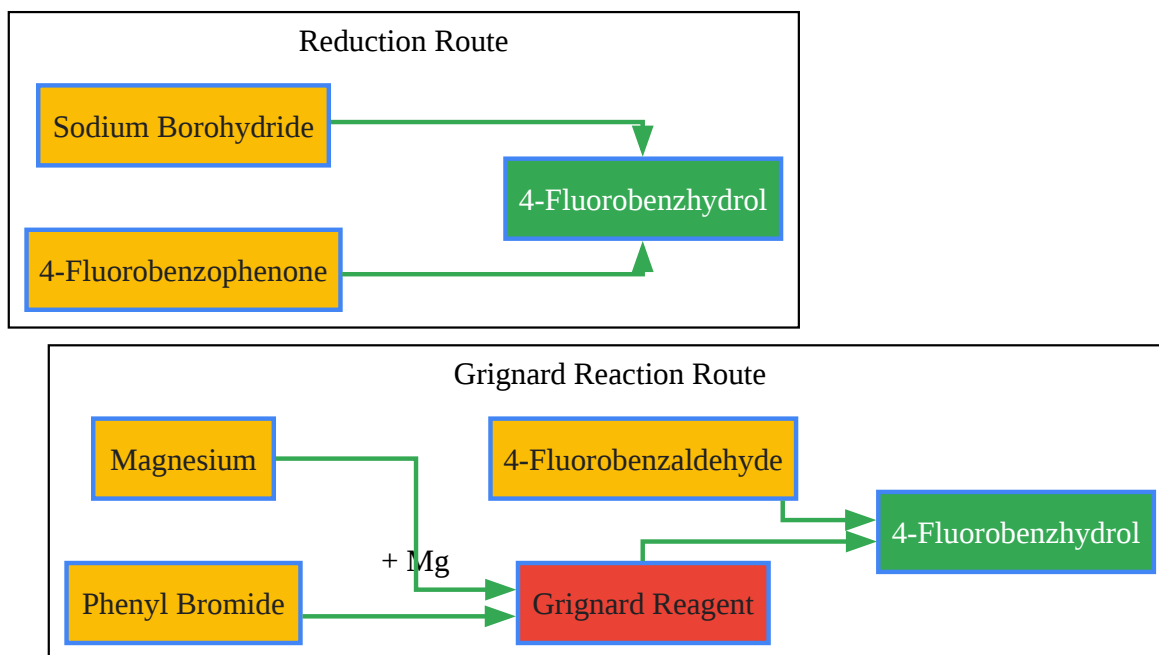 Reduction Route
Sodium Borohydride
4-Fluorobenzhydrol
4-Fluorobenzophenone
Grignard Reaction Route
Magnesium
4-Fluorobenzaldehyde
4-Fluorobenzhydrol
+ Mg
Phenyl Bromide
Grignard Reagent